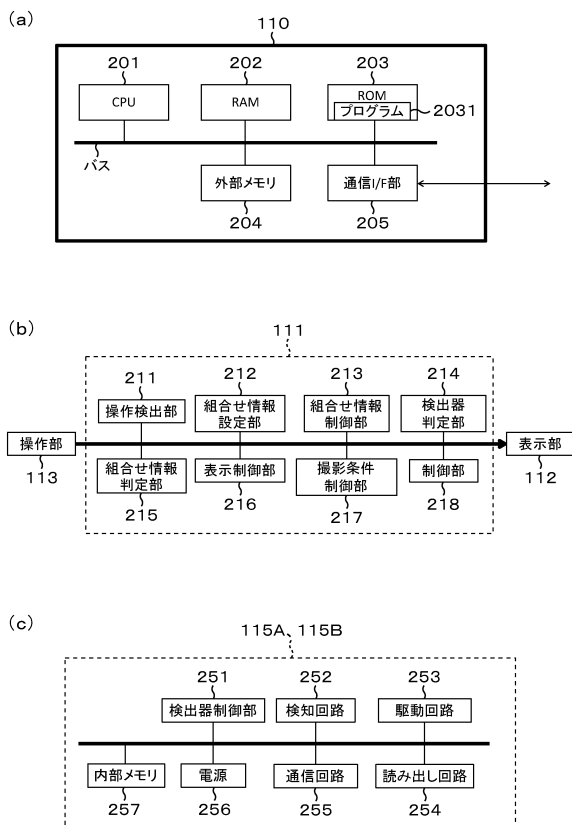 (a)
110
201
202
203
CPU
RAM
ROM
プログラム
2031
バス
外部メモリ
通信I/F部
204
205
(b)
111
211
212
213
214
操作検出部
組合せ情報
設定部
組合せ情報
制御部
検出器
判定部
操作部
表示部
113
112
組合せ情報
判定部
表示制御部
撮影条件
制御部
制御部
215
216
217
218
(c)
115A、115B
251
252
253
検出器制御部
検知回路
駆動回路
内部メモリ
電源
通信回路
読み出し回路
257
256
255
254